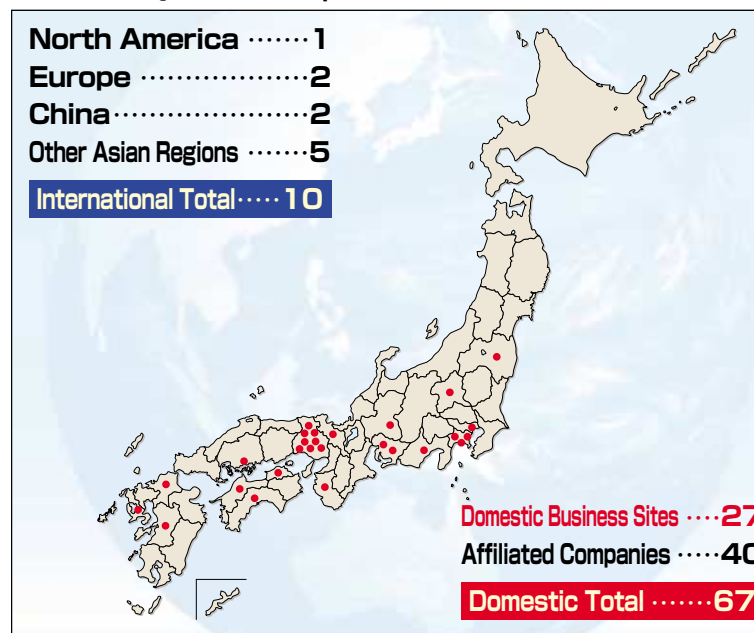 North America ·······1
Europe ··················2
China·····················2
Other Asian Regions ·······5
International Total·····10
Domestic Business Sites ····27
Affiliated Companies ·····40
Domestic Total ·······67